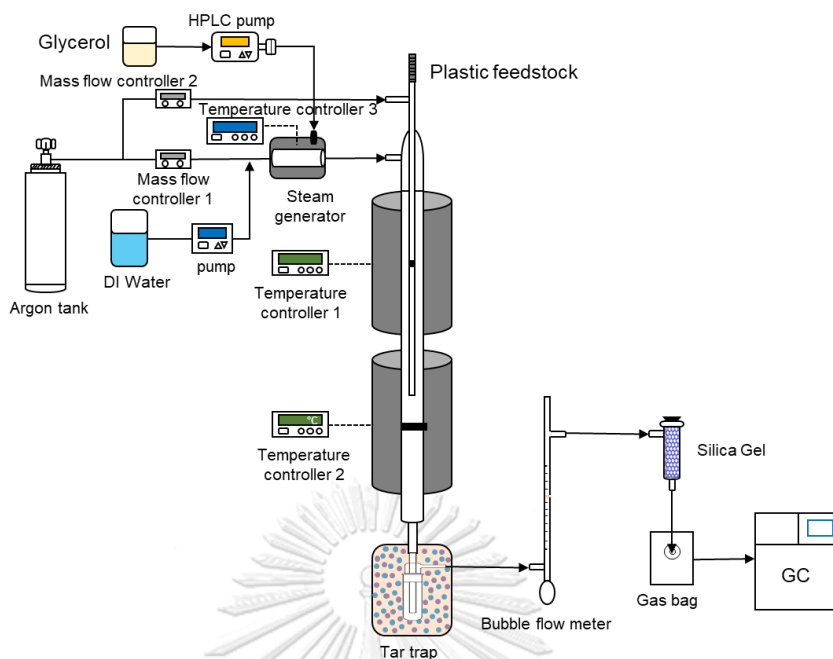 HPLC pump
Glycerol
Mass flow controller 2
Plastic feedstock
Temperature controller 3
Mass flow
controller 1
Steam
generator
DI Water
pump
Argon tank
Temperature
controller 1
°C
Temperature
controller 2
Silica Gel
GC
Gas bag
Bubble flow meter
Tar trap